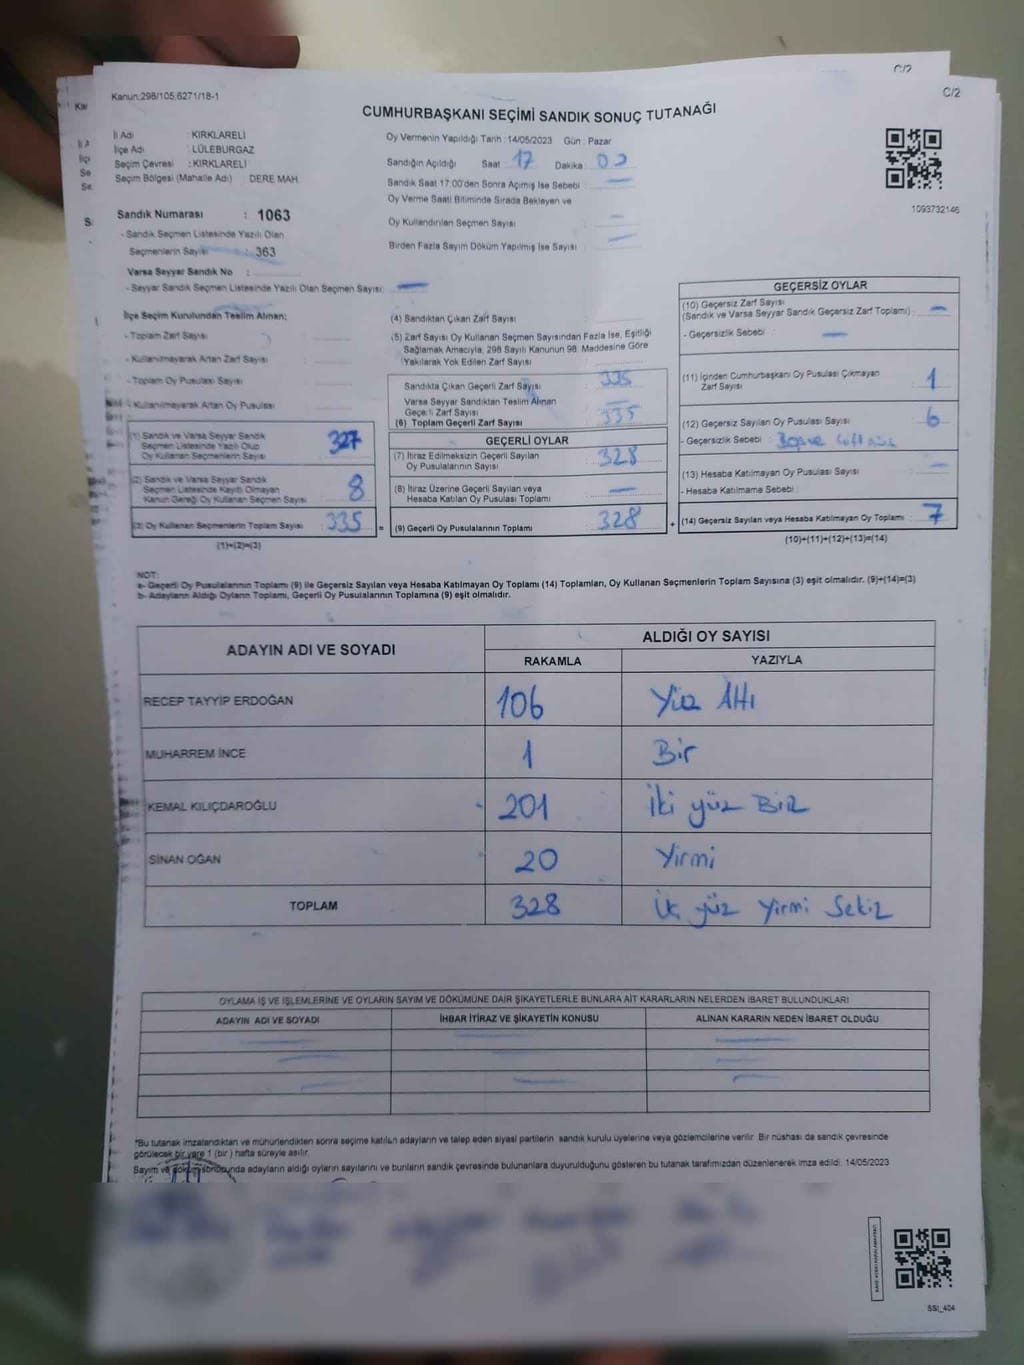 C/2
Kar
C/2
Kanun:298/105,6271/18-1
CUMHURBAŞKANI SEÇİMİ SANDIK SONUÇ TUTANAĞI
İl Adı : KIRKLARELİ
İlçe Adı : LÜLEBURGAZ
Seçim Çevresi : KIRKLARELİ
Seçim Bölgesi (Mahalle Adı) : DERE MAH.
Oy Vermenin Yapıldığı Tarih : 14/05/2023 Gün : Pazar
Sandığın Açıldığı Saat 17 Dakika 00
Sandık Saat 17:00'den Sonra Açımış İse Sebebi —
Oy Verme Saati Bitiminde Sırada Bekleyen ve
Oy Kullandırılan Seçmen Sayısı —
Birden Fazla Sayım Döküm Yapılmış İse Sayısı —
1093732146
Sandık Numarası : 1063
- Sandık Seçmen Listesinde Yazılı Olan
Seçmenlerin Sayısı : 363
Varsa Seyyar Sandık No :
- Seyyar Sandık Seçmen Listesinde Yazılı Olan Seçmen Sayısı: —
İlçe Seçim Kurulundan Teslim Alınan:
- Toplam Zarf Sayısı :
- Kullanılmayarak Artan Zarf Sayısı
- Toplam Oy Pusulası Sayısı
- Kullanılmayarak Artan Oy Pusulası
(1) Sandık ve Varsa Seyyar Sandık
Seçmen Listesinde Yazılı Olup
Oy Kullanan Seçmenlerin Sayısı 327
(2) Sandık ve Varsa Seyyar Sandık
Seçmen Listesinde Kayıtlı Olmayan
Kanun Gereği Oy Kullanan Seçmen Sayısı 8
(3) Oy Kullanan Seçmenlerin Toplam Sayısı : 335 =
(1)+(2)=(3)
(4) Sandıktan Çıkan Zarf Sayısı
(5) Zarf Sayısı Oy Kullanan Seçmen Sayısından Fazla İse, Eşitliği
Sağlamak Amacıyla, 298 Sayılı Kanunun 98. Maddesine Göre
Yakılarak Yok Edilen Zarf Sayısı
Sandıkta Çıkan Geçerli Zarf Sayısı 335
Varsa Seyyar Sandıktan Teslim Alınan
Geçerli Zarf Sayısı —
(6) Toplam Geçerli Zarf Sayısı 335
GEÇERLİ OYLAR
(7) İtiraz Edilmeksizin Geçerli Sayılan
Oy Pusulalarının Sayısı 328
(8) İtiraz Üzerine Geçerli Sayılan veya
Hesaba Katılan Oy Pusulası Toplamı —
(9) Geçerli Oy Pusulalarının Toplamı 328 +
GEÇERSİZ OYLAR
(10) Geçersiz Zarf Sayısı
(Sandık ve Varsa Seyyar Sandık Geçersiz Zarf Toplamı) : —
- Geçersizlik Sebebi : —
(11) İçinden Cumhurbaşkanı Oy Pusulası Çıkmayan
Zarf Sayısı 1
(12) Geçersiz Sayılan Oy Pusulası Sayısı : 6
- Geçersizlik Sebebi :
(13) Hesaba Katılmayan Oy Pusulası Sayısı : —
- Hesaba Katılmama Sebebi :
(14) Geçersiz Sayılan veya Hesaba Katılmayan Oy Toplamı : 7
(10)+(11)+(12)+(13)=(14)
NOT:
a- Geçerli Oy Pusulalarının Toplamı (9) ile Geçersiz Sayılan veya Hesaba Katılmayan Oy Toplamı (14) Toplamları, Oy Kullanan Seçmenlerin Toplam Sayısına (3) eşit olmalıdır. (9)+(14)=(3)
b- Adayların Aldığı Oyların Toplamı, Geçerli Oy Pusulalarının Toplamına (9) eşit olmalıdır.
ADAYIN ADI VE SOYADI ALDIĞI OY SAYISI
RAKAMLA YAZIYLA
RECEP TAYYİP ERDOĞAN 106 Yüz Altı
MUHARREM İNCE 1 Bir
KEMAL KILIÇDAROĞLU 201 İki yüz Bir
SİNAN OĞAN 20 Yirmi
TOPLAM 328 İk yüz Yirmi Sekiz
OYLAMA İŞ VE İŞLEMLERİNE VE OYLARIN SAYIM VE DÖKÜMÜNE DAİR ŞİKAYETLERLE BUNLARA AİT KARARLARIN NELERDEN İBARET BULUNDUKLARI
ADAYIN ADI VE SOYADI İHBAR İTİRAZ VE ŞİKAYETİN KONUSU ALINAN KARARIN NEDEN İBARET OLDUĞU
*Bu tutanak imzalandıktan ve mühürlendikten sonra seçime katılan adayların ve talep eden siyasi partilerin sandık kurulu üyelerine veya gözlemcilerine verilir. Bir nüshası da sandık çevresinde
görülecek bir yere 1 (bir ) hafta süreyle asılır.
Sayım ve döküm sonucunda adayların aldığı oyların sayılarını ve bunların sandık çevresinde bulunanlara duyurulduğunu gösteren bu tutanak tarafımızdan düzenlenerek imza edildi. 14/05/2023
SSt_404